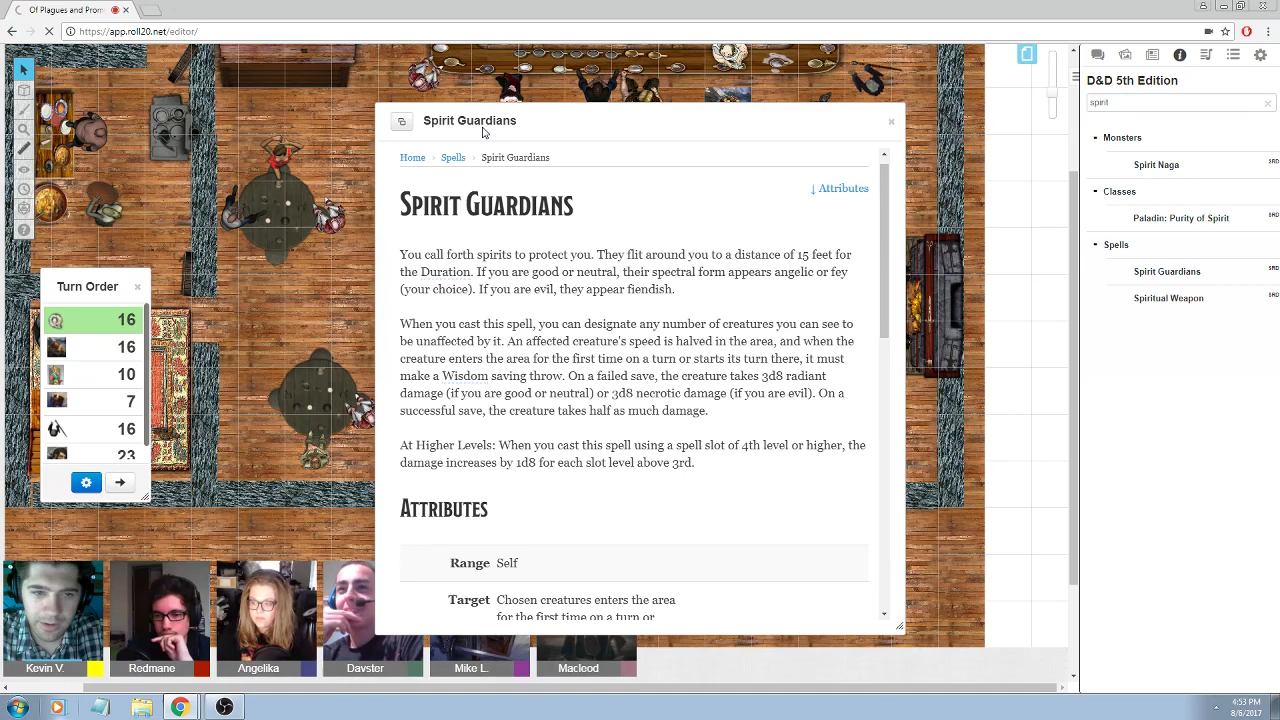 Of Plagues and Prom
https://app.roll20.net/editor/
D&D 5th Edition
spirit
Monsters
Spirit Naga SRD
Classes
Paladin: Purity of Spirit SRD
Spells
Spirit Guardians SRD
Spiritual Weapon SRD
Spirit Guardians
Home Spells Spirit Guardians
↓ Attributes
SPIRIT GUARDIANS
You call forth spirits to protect you. They flit around you to a distance of 15 feet for
the Duration. If you are good or neutral, their spectral form appears angelic or fey
(your choice). If you are evil, they appear fiendish.
When you cast this spell, you can designate any number of creatures you can see to
be unaffected by it. An affected creature's speed is halved in the area, and when the
creature enters the area for the first time on a turn or starts its turn there, it must
make a Wisdom saving throw. On a failed save, the creature takes 3d8 radiant
damage (if you are good or neutral) or 3d8 necrotic damage (if you are evil). On a
successful save, the creature takes half as much damage.
At Higher Levels: When you cast this spell using a spell slot of 4th level or higher, the
damage increases by 1d8 for each slot level above 3rd.
ATTRIBUTES
Range Self
Target Chosen creatures enters the area
for the first time on a turn or
Turn Order
16
16
10
7
16
23
Kevin V.
Redmane
Angelika
Davster
Mike L.
Macleod
4:53 PM
8/6/2017